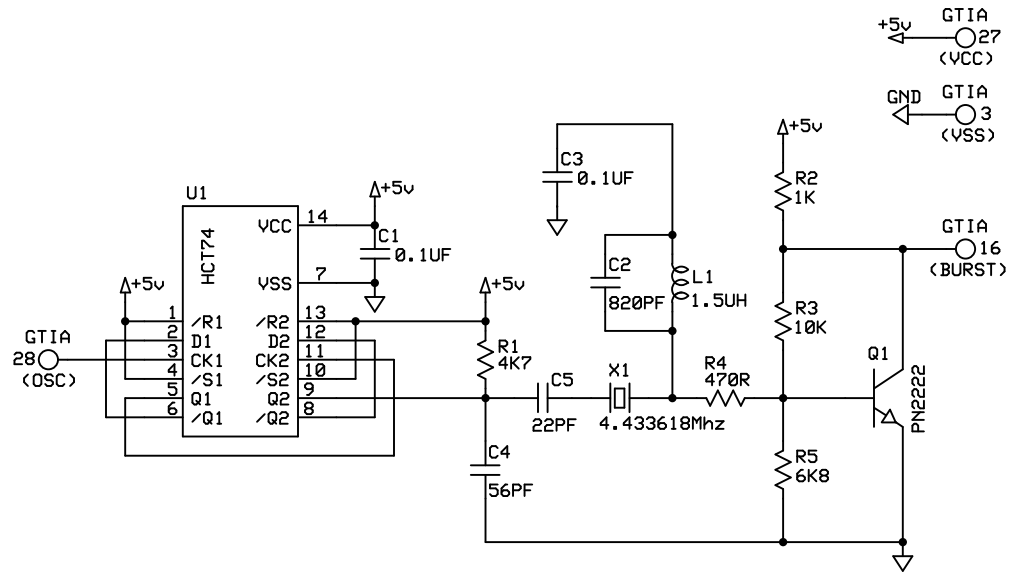 GTIA
+5v
27
(VCC)
GTIA
GND
3
(VSS)
+5v
C3
0.1UF
R2
1K
+5v
U1
VCC
14
C1
0.1UF
HCT74
GTIA
16
(BURST)
VSS
7
C2
820PF
L1
1.5UH
+5v
+5v
1
/R1
/R2
13
2
D1
D2
12
GTIA
28
(OSC)
3
CK1
CK2
11
4
/S1
/S2
10
5
Q1
Q2
9
6
/Q1
/Q2
8
R1
4K7
R3
10K
C5
22PF
X1
4.433618Mhz
R4
470R
Q1
PN2222
C4
56PF
R5
6K8